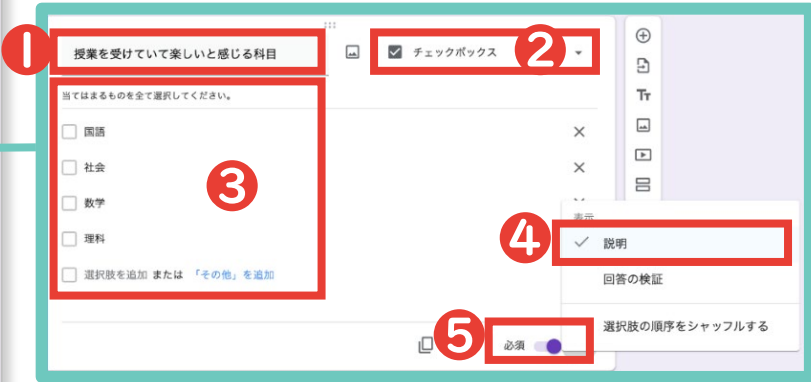 1
授業を受けていて楽しいと感じる科目
チェックボックス
2
当てはまるものを全て選択してください。
国語
社会
数学
理科
選択肢を追加 または 「その他」を追加
3
Tт
表示
4
説明
回答の検証
選択肢の順序をシャッフルする
5
必須